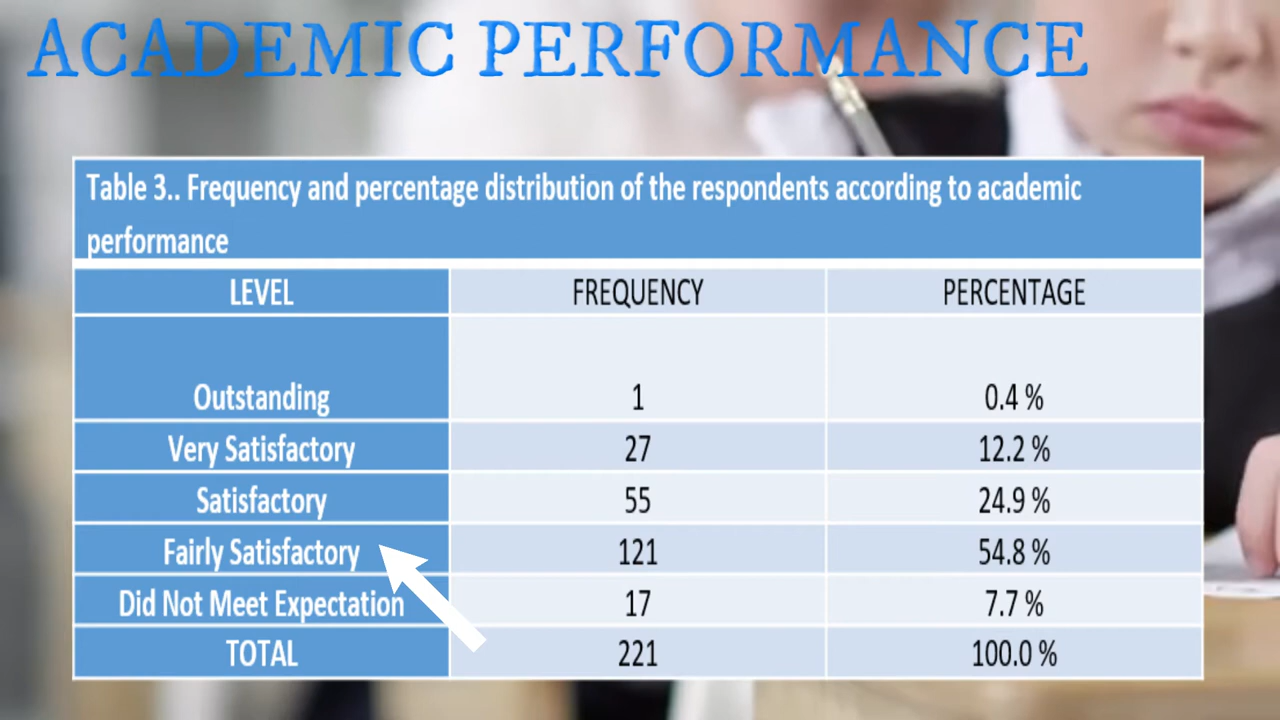 ACADEMIC PERFORMANCE
Table 3.. Frequency and percentage distribution of the respondents according to academic
performance
LEVEL FREQUENCY PERCENTAGE
Outstanding 1 0.4 %
Very Satisfactory 27 12.2 %
Satisfactory 55 24.9 %
Fairly Satisfactory 121 54.8 %
Did Not Meet Expectation 17 7.7 %
TOTAL 221 100.0 %